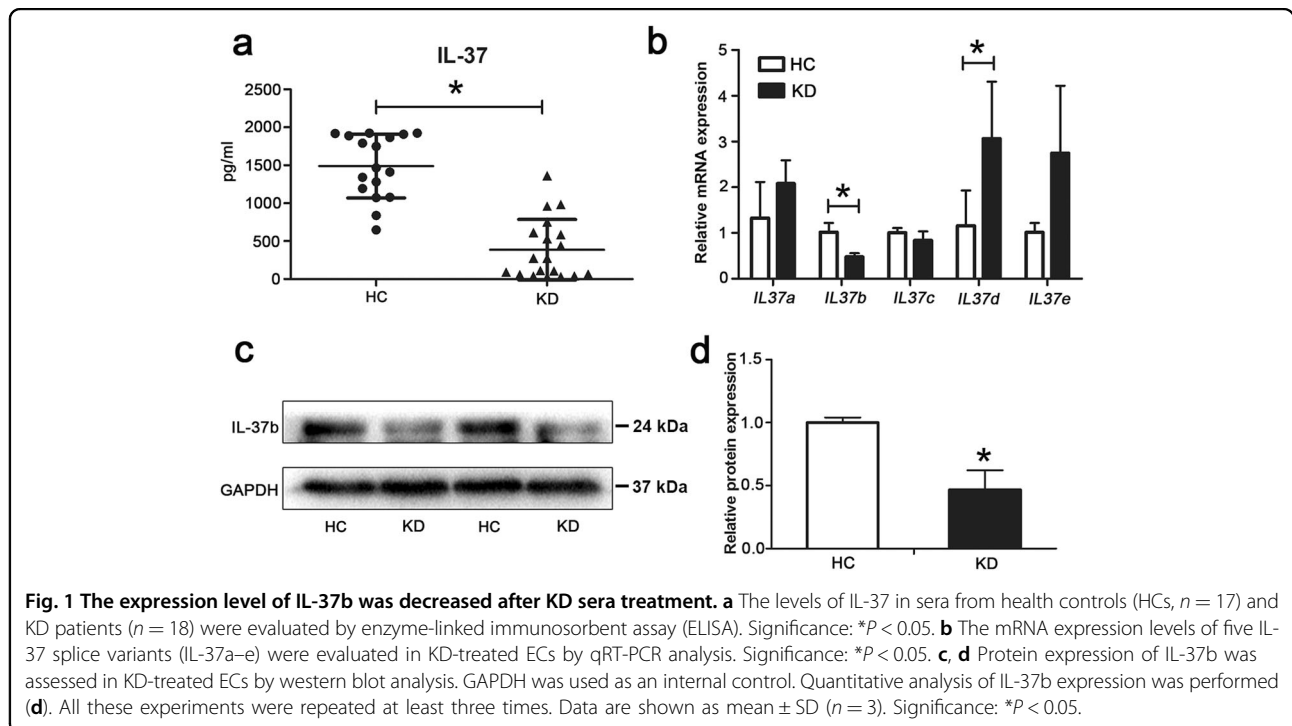 a
IL-37
*
pg/ml
2500
2000
1500
1000
500
0
HC
KD
b
HC
KD
*
*
Relative mRNA expression
5
4
3
2
1
0
IL37a IL37b IL37c IL37d IL37e
c
IL-37b
24 kDa
GAPDH
37 kDa
HC KD HC KD
d
Relative protein expression
1.5
1.0
0.5
0.0
*
HC KD
Fig. 1 The expression level of IL-37b was decreased after KD sera treatment. a The levels of IL-37 in sera from health controls (HCs, n = 17) and
KD patients (n = 18) were evaluated by enzyme-linked immunosorbent assay (ELISA). Significance: *P < 0.05. b The mRNA expression levels of five IL-
37 splice variants (IL-37a–e) were evaluated in KD-treated ECs by qRT-PCR analysis. Significance: *P < 0.05. c, d Protein expression of IL-37b was
assessed in KD-treated ECs by western blot analysis. GAPDH was used as an internal control. Quantitative analysis of IL-37b expression was performed
(d). All these experiments were repeated at least three times. Data are shown as mean ± SD (n = 3). Significance: *P < 0.05.